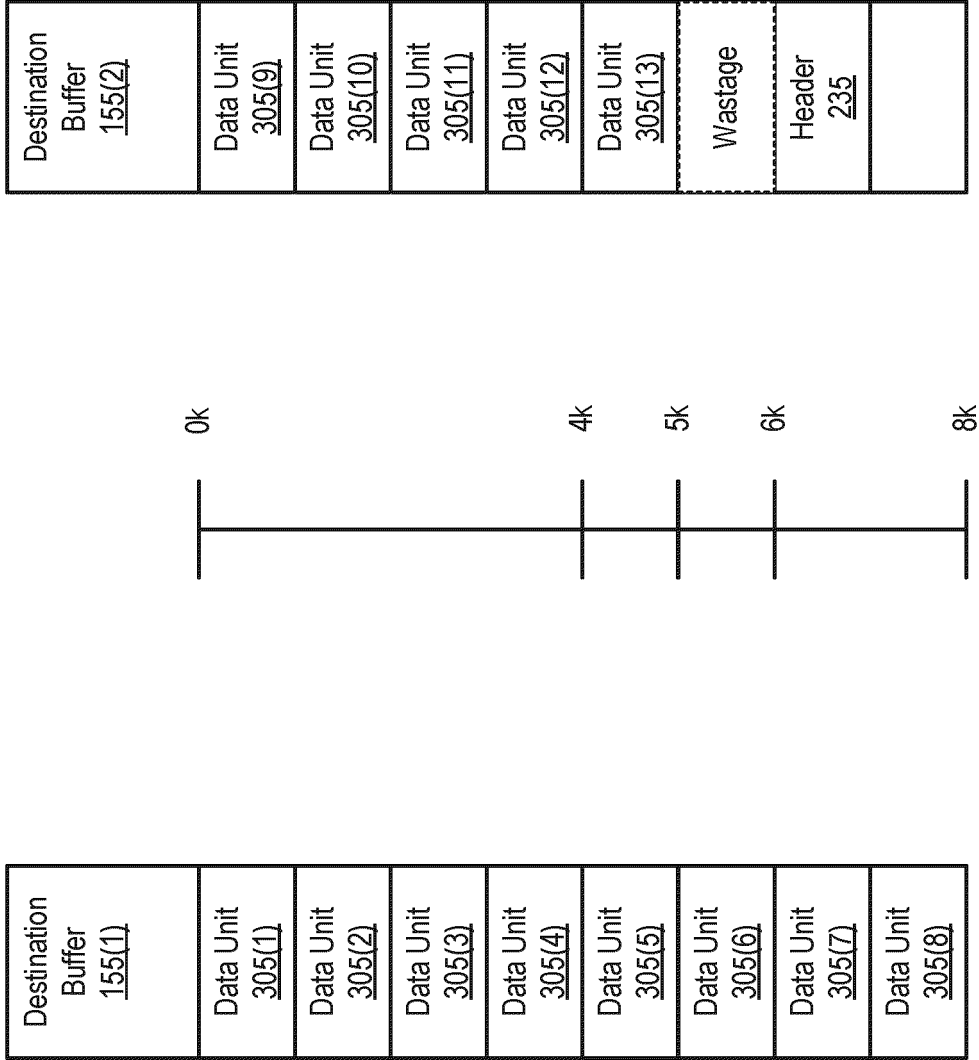 Destination
Buffer
155(1)
Data Unit
305(1)
Data Unit
305(2)
Data Unit
305(3)
Data Unit
305(4)
Data Unit
305(5)
Data Unit
305(6)
Data Unit
305(7)
Data Unit
305(8)
0k
4k
5k
6k
8k
Destination
Buffer
155(2)
Data Unit
305(9)
Data Unit
305(10)
Data Unit
305(11)
Data Unit
305(12)
Data Unit
305(13)
Wastage
Header
235